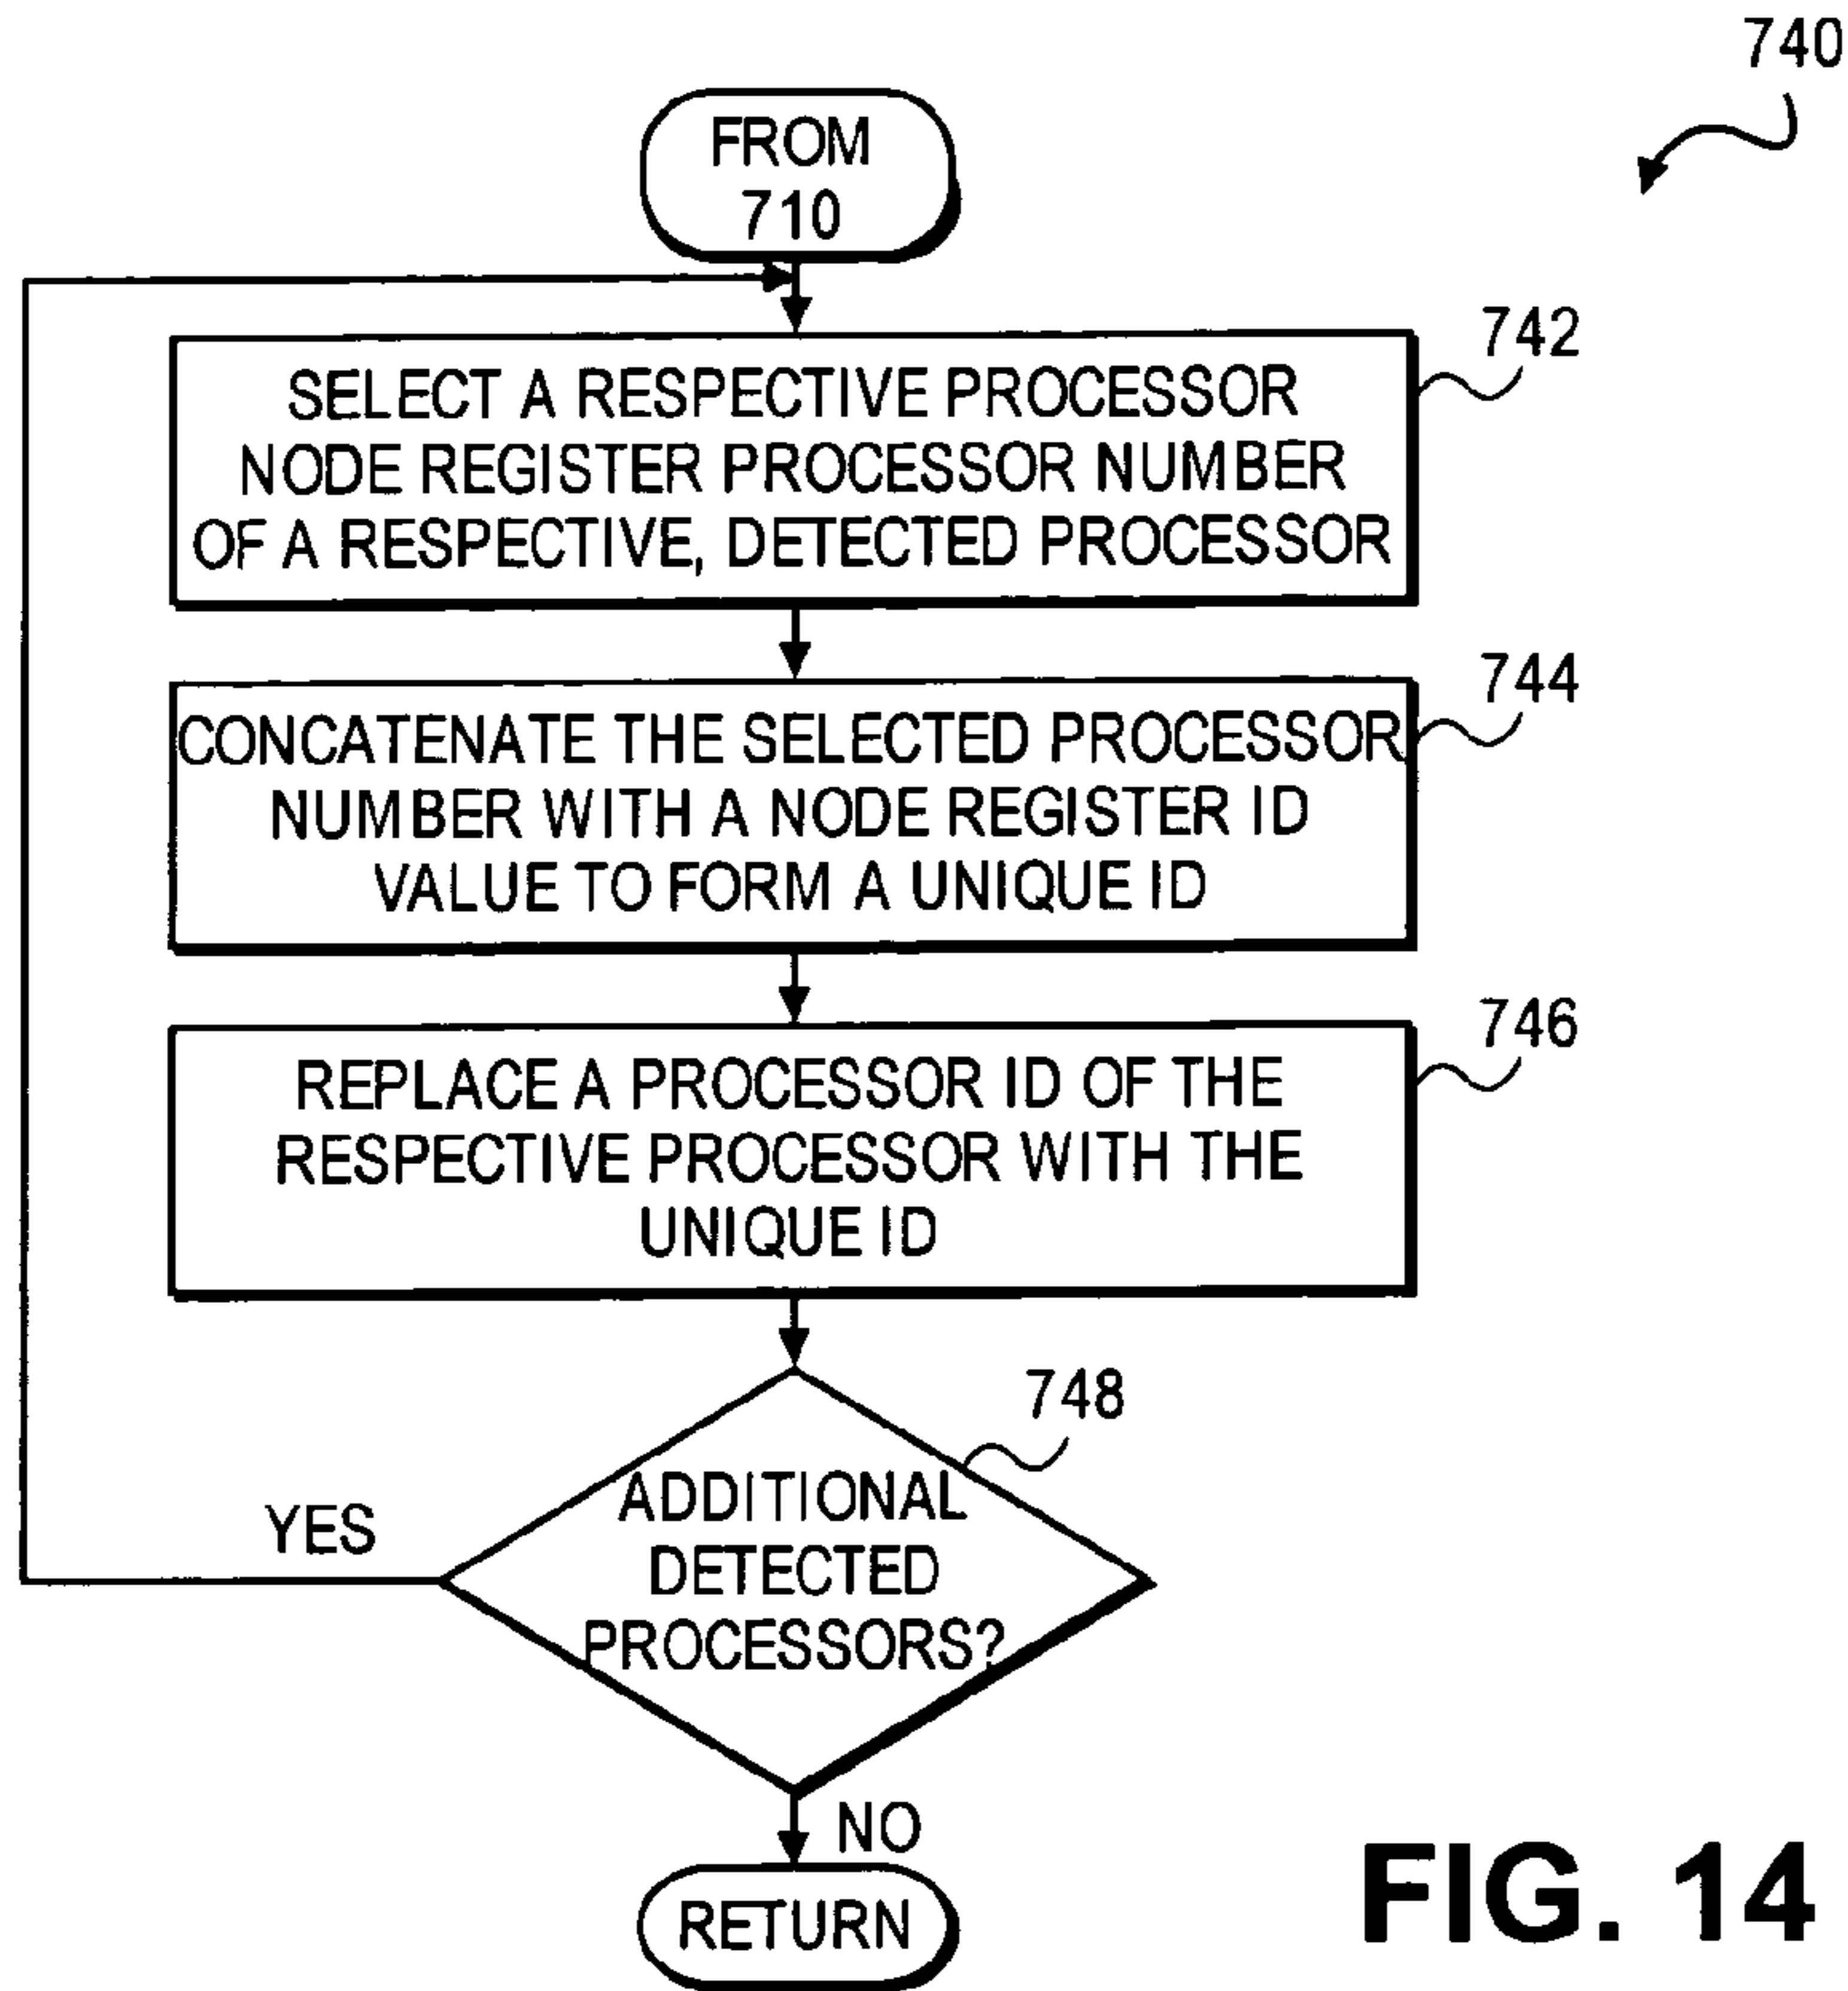 740
FROM
710
742
SELECT A RESPECTIVE PROCESSOR
NODE REGISTER PROCESSOR NUMBER
OF A RESPECTIVE, DETECTED PROCESSOR
744
CONCATENATE THE SELECTED PROCESSOR
NUMBER WITH A NODE REGISTER ID
VALUE TO FORM A UNIQUE ID
746
REPLACE A PROCESSOR ID OF THE
RESPECTIVE PROCESSOR WITH THE
UNIQUE ID
748
ADDITIONAL
DETECTED
PROCESSORS?
YES
NO
RETURN
FIG. 14